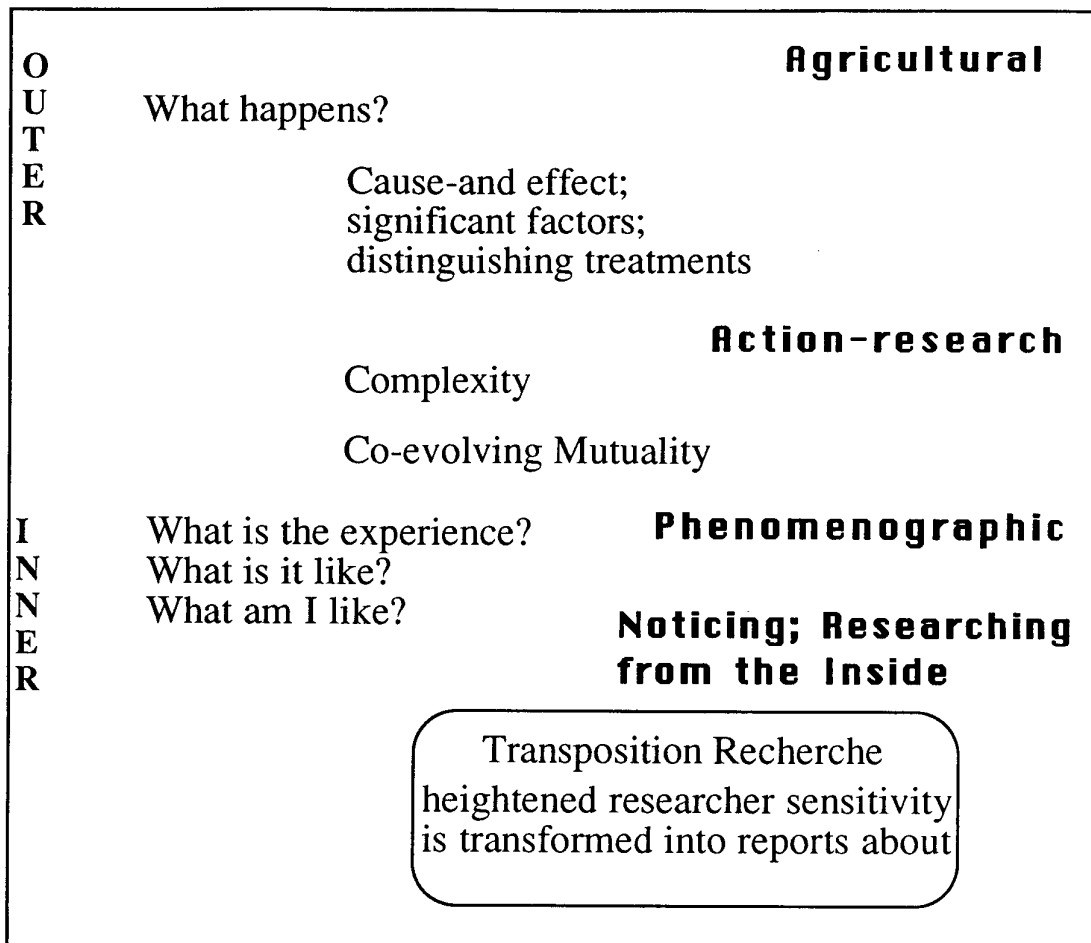 OUTER
Agricultural
What happens?
Cause-and effect;
significant factors;
distinguishing treatments
Action-research
Complexity
Co-evolving Mutuality
INNER
What is the experience?
Phenomenographic
What is it like?
What am I like?
Noticing; Researching
from the Inside
Transposition Recherche
heightened researcher sensitivity
is transformed into reports about